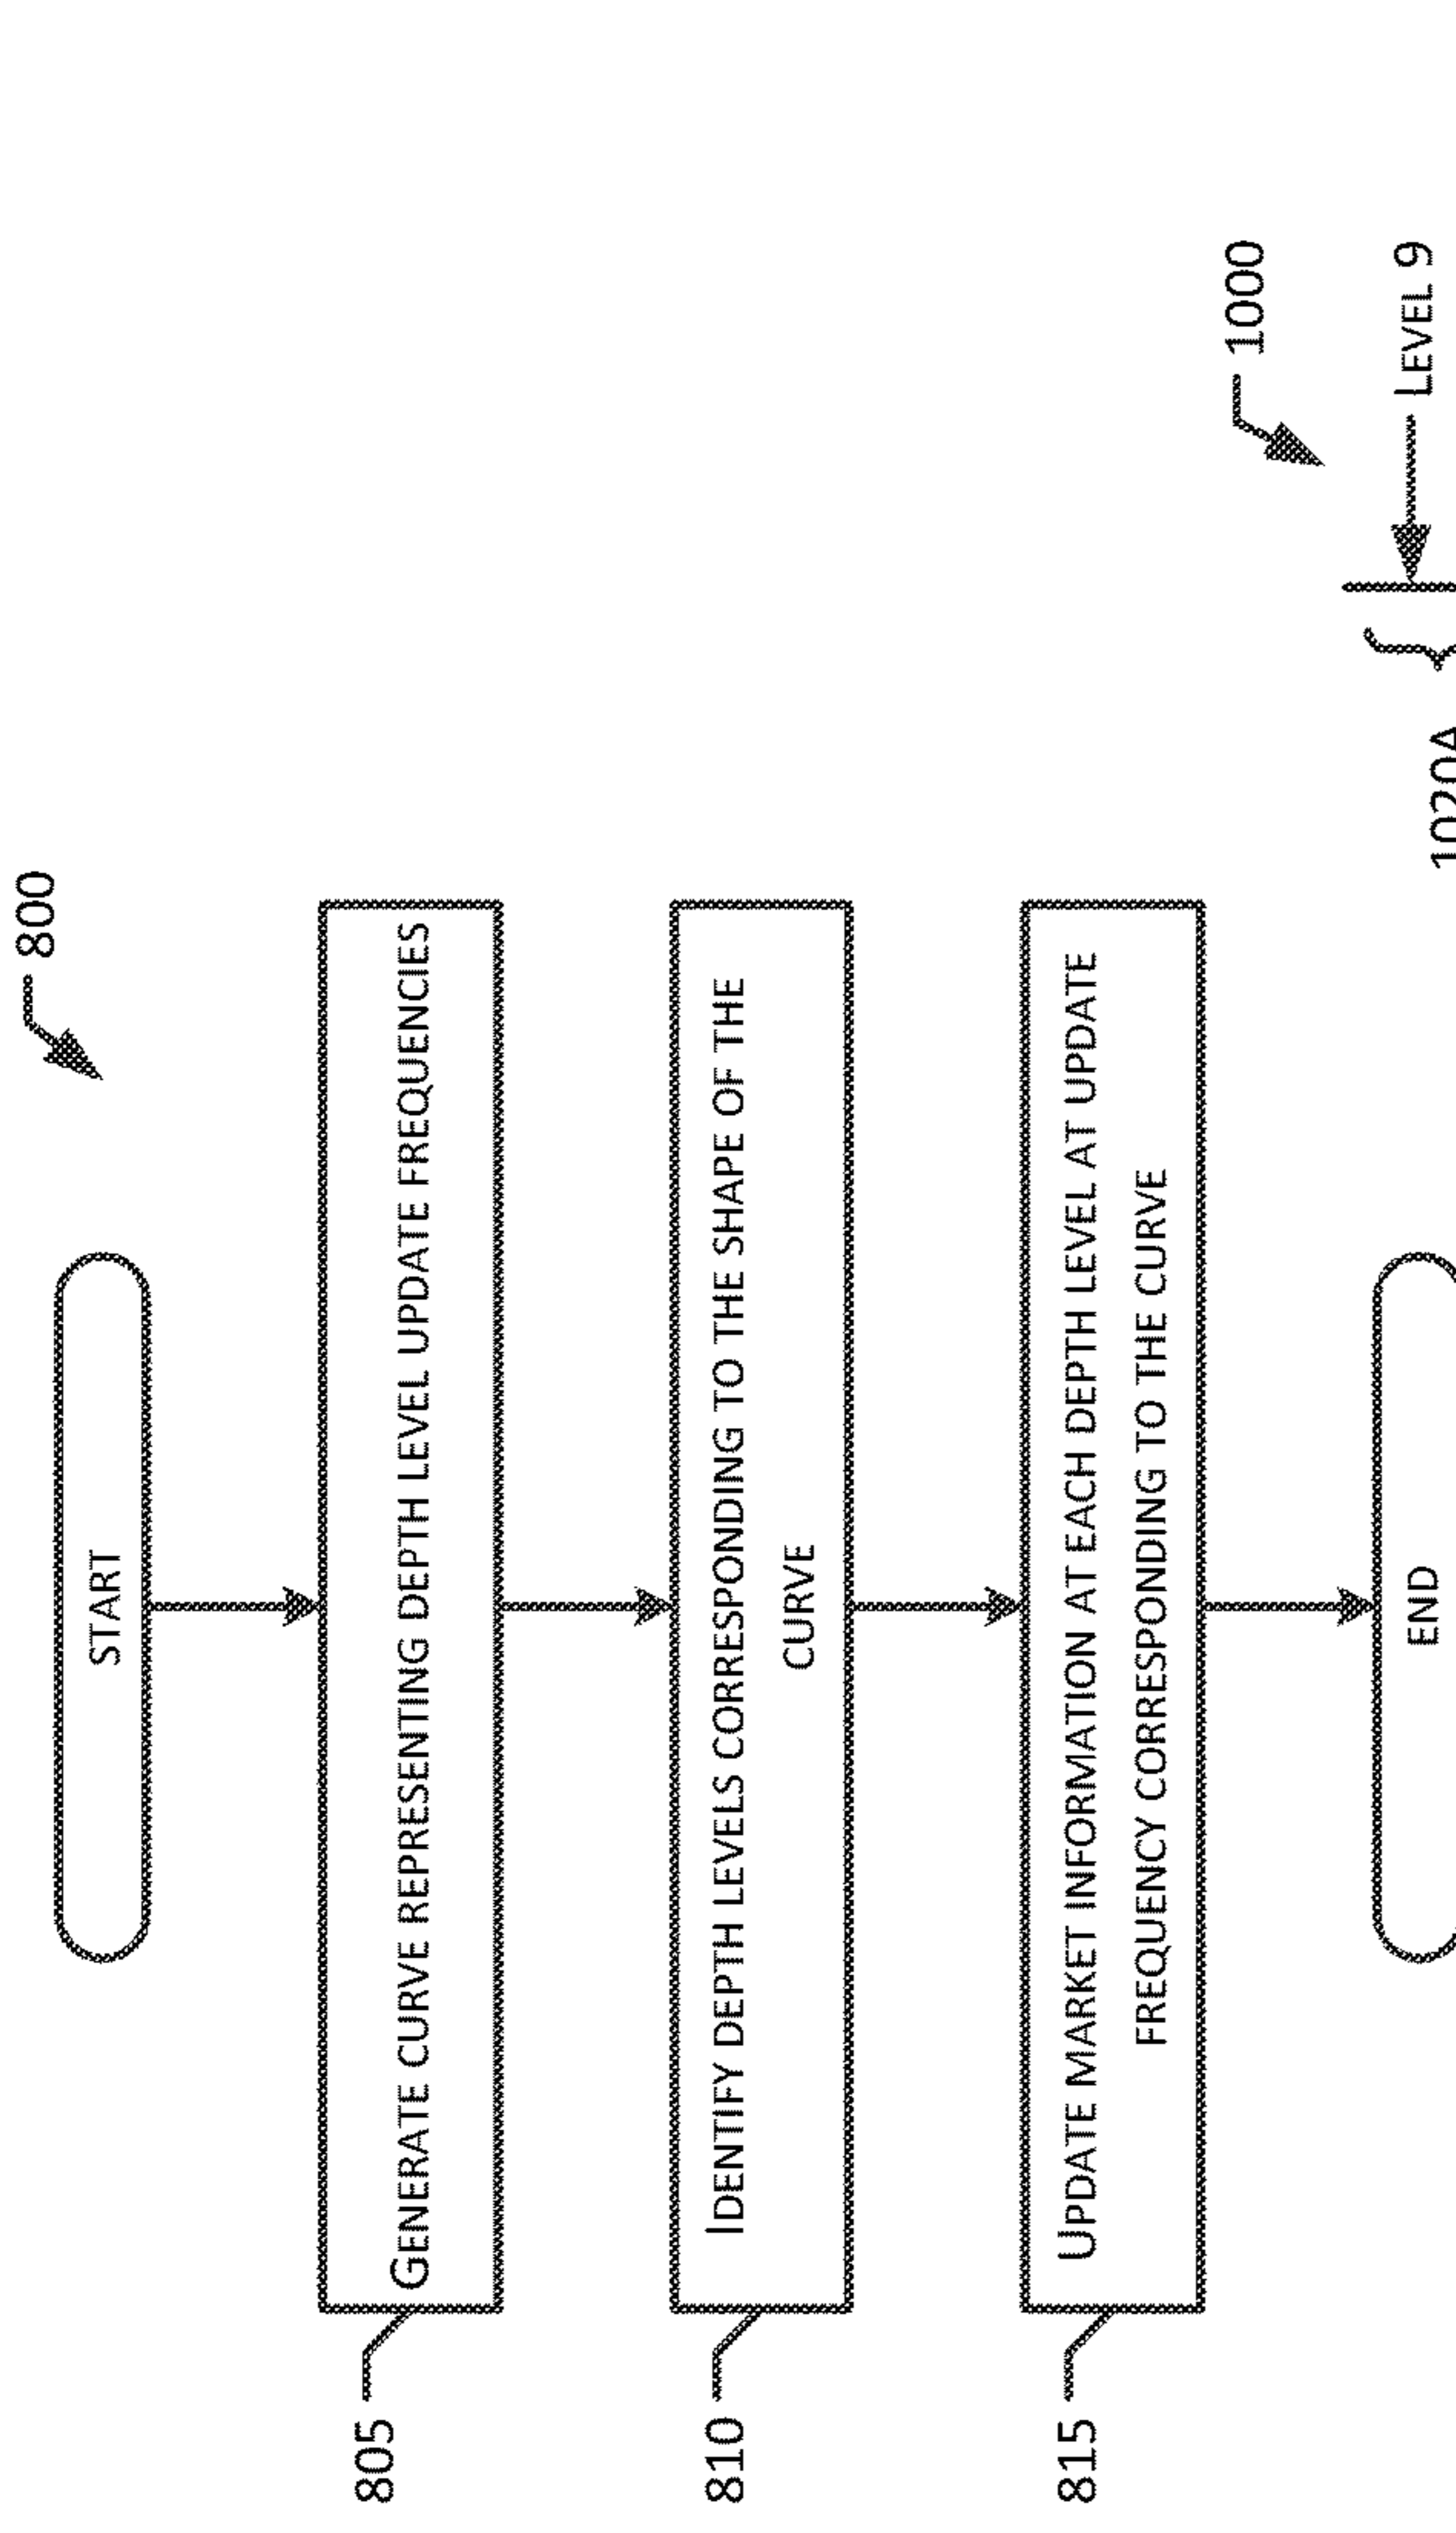 800
START
805
GENERATE CURVE REPRESENTING DEPTH LEVEL UPDATE FREQUENCIES
810
IDENTIFY DEPTH LEVELS CORRESPONDING TO THE SHAPE OF THE
CURVE
815
UPDATE MARKET INFORMATION AT EACH DEPTH LEVEL AT UPDATE
FREQUENCY CORRESPONDING TO THE CURVE
END
1000
LEVEL 9
1020A